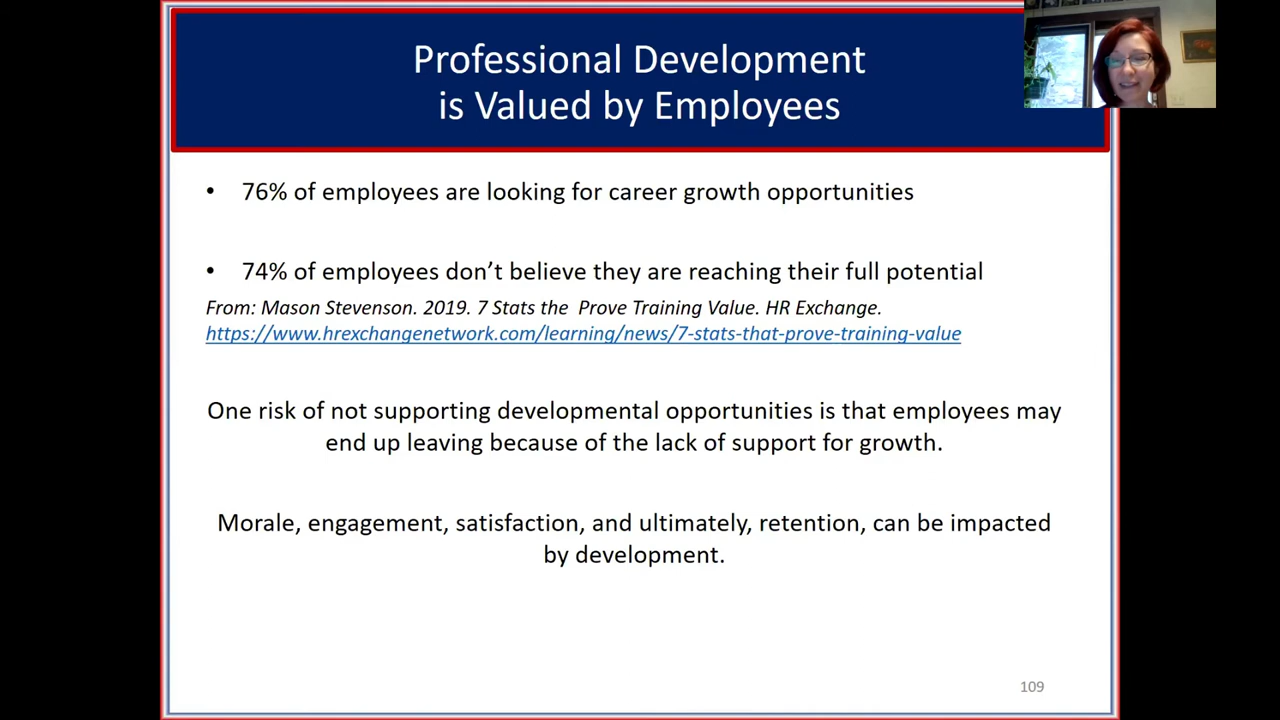 Professional Development
is Valued by Employees
• 76% of employees are looking for career growth opportunities
• 74% of employees don’t believe they are reaching their full potential
From: Mason Stevenson. 2019. 7 Stats the Prove Training Value. HR Exchange.
https://www.hrexchangenetwork.com/learning/news/7-stats-that-prove-training-value
One risk of not supporting developmental opportunities is that employees may
end up leaving because of the lack of support for growth.
Morale, engagement, satisfaction, and ultimately, retention, can be impacted
by development.
109